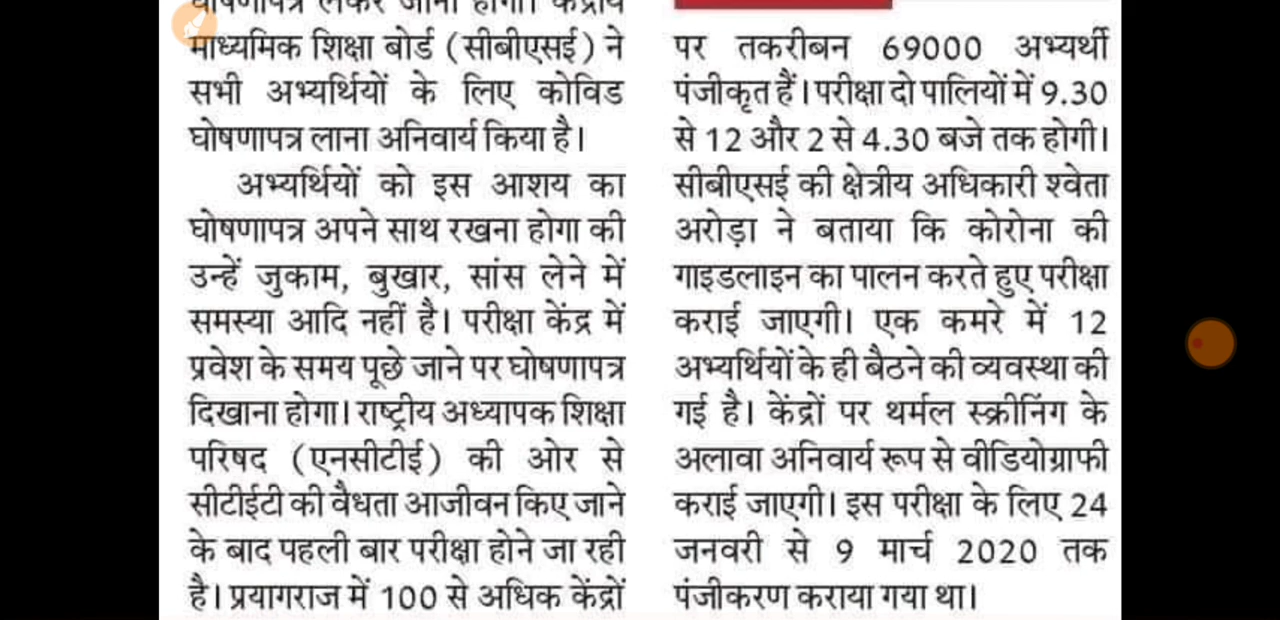 घोषणापत्र लेकर जाना होगा। केंद्रीय
माध्यमिक शिक्षा बोर्ड (सीबीएसई) ने
सभी अभ्यर्थियों के लिए कोविड
घोषणापत्र लाना अनिवार्य किया है।
अभ्यर्थियों को इस आशय का
घोषणापत्र अपने साथ रखना होगा की
उन्हें जुकाम, बुखार, सांस लेने में
समस्या आदि नहीं है। परीक्षा केंद्र में
प्रवेश के समय पूछे जाने पर घोषणापत्र
दिखाना होगा। राष्ट्रीय अध्यापक शिक्षा
परिषद (एनसीटीई) की ओर से
सीटीईटी की वैधता आजीवन किए जाने
के बाद पहली बार परीक्षा होने जा रही
है। प्रयागराज में 100 से अधिक केंद्रों
पर तकरीबन 69000 अभ्यर्थी
पंजीकृत हैं। परीक्षा दो पालियों में 9.30
से 12 और 2 से 4.30 बजे तक होगी।
सीबीएसई की क्षेत्रीय अधिकारी श्वेता
अरोड़ा ने बताया कि कोरोना की
गाइडलाइन का पालन करते हुए परीक्षा
कराई जाएगी। एक कमरे में 12
अभ्यर्थियों के ही बैठने की व्यवस्था की
गई है। केंद्रों पर थर्मल स्क्रीनिंग के
अलावा अनिवार्य रूप से वीडियोग्राफी
कराई जाएगी। इस परीक्षा के लिए 24
जनवरी से 9 मार्च 2020 तक
पंजीकरण कराया गया था।